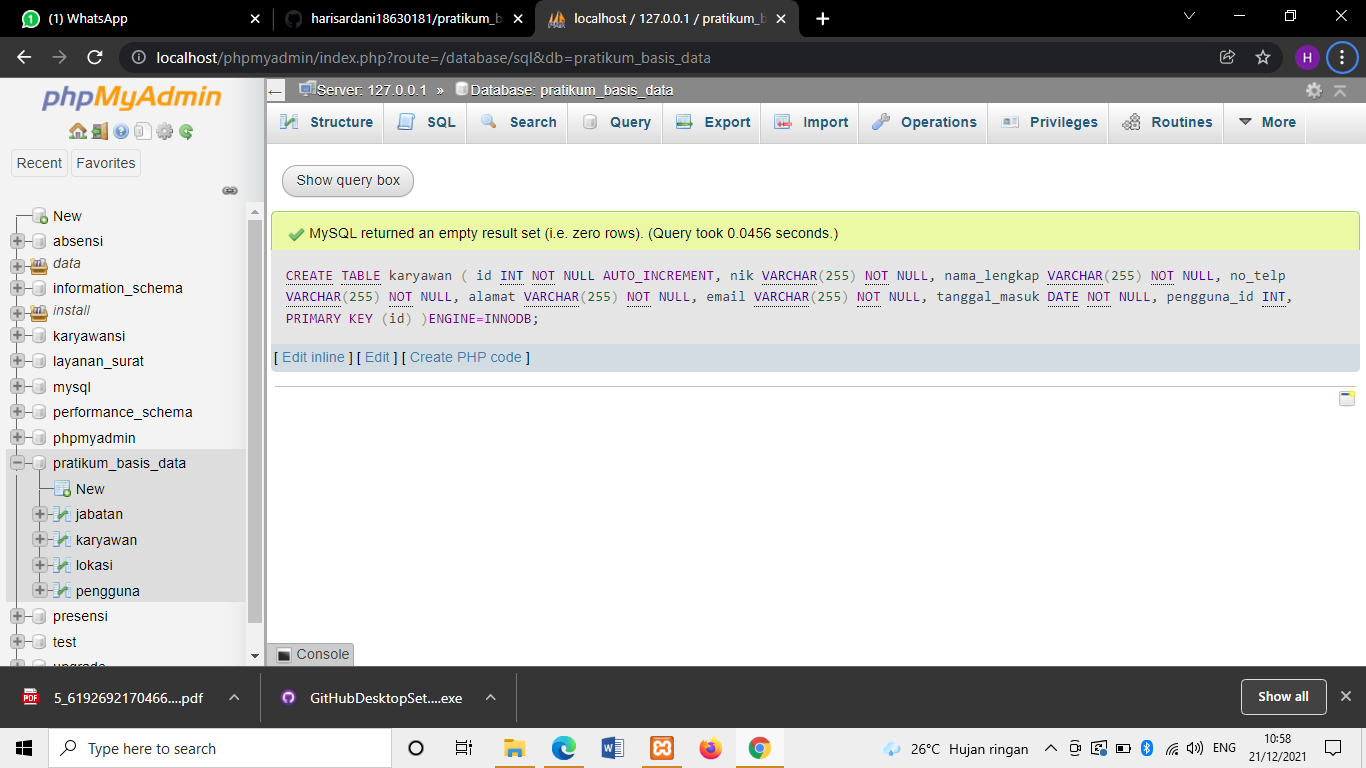 (1) WhatsApp
harisardani18630181/pratikum_b
localhost / 127.0.0.1 / pratikum_b
localhost/phpmyadmin/index.php?route=/database/sql&db=pratikum_basis_data
H
phpMyAdmin
Recent
Favorites
New
absensi
data
information_schema
install
karyawansi
layanan_surat
mysql
performance_schema
phpmyadmin
pratikum_basis_data
New
jabatan
karyawan
lokasi
pengguna
presensi
test
upgrade
Server: 127.0.0.1 » Database: pratikum_basis_data
Structure SQL Search Query Export Import Operations Privileges Routines More
Show query box
MySQL returned an empty result set (i.e. zero rows). (Query took 0.0456 seconds.)
CREATE TABLE karyawan ( id INT NOT NULL AUTO_INCREMENT, nik VARCHAR(255) NOT NULL, nama_lengkap VARCHAR(255) NOT NULL, no_telp
VARCHAR(255) NOT NULL, alamat VARCHAR(255) NOT NULL, email VARCHAR(255) NOT NULL, tanggal_masuk DATE NOT NULL, pengguna_id INT,
PRIMARY KEY (id) )ENGINE=INNODB;
[ Edit inline ] [ Edit ] [ Create PHP code ]
Console
PDF
5_6192692170466....pdf
GitHubDesktopSet....exe
Show all
Type here to search
26°C Hujan ringan
ENG
10:58
21/12/2021